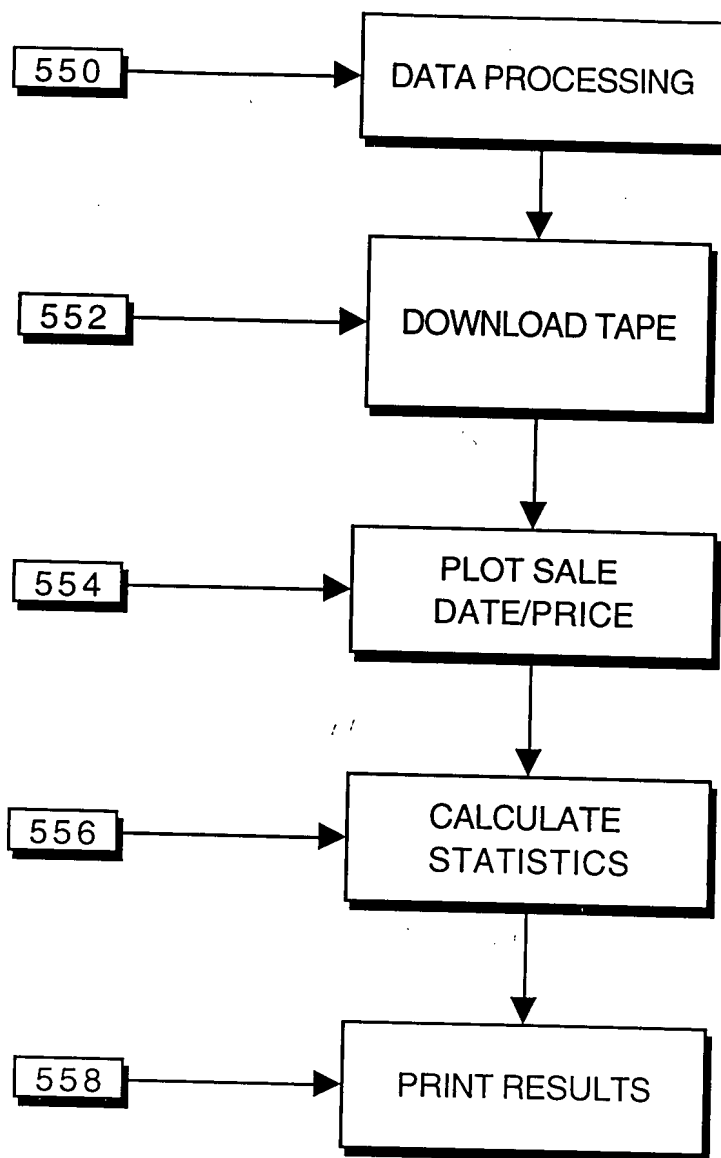 550
DATA PROCESSING
552
DOWNLOAD TAPE
554
PLOT SALE
DATE/PRICE
556
CALCULATE
STATISTICS
558
PRINT RESULTS